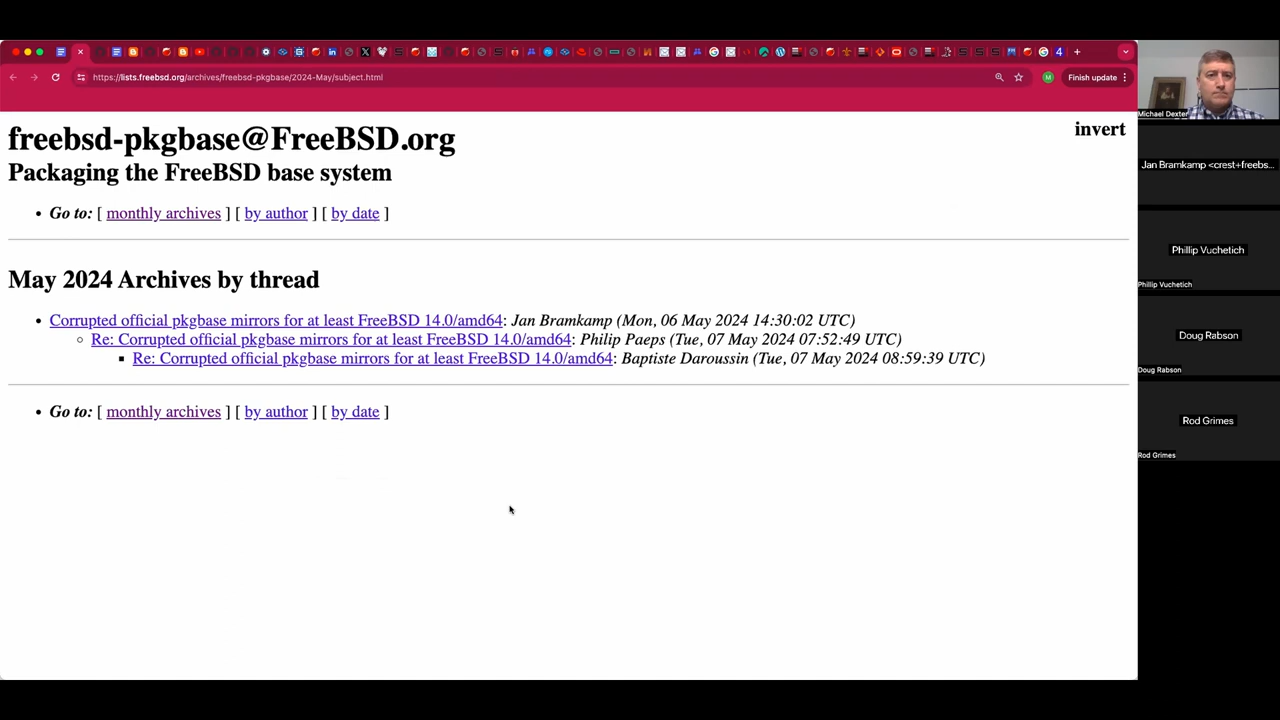 https://lists.freebsd.org/archives/freebsd-pkgbase/2024-May/subject.html
M
Finish update
freebsd-pkgbase@FreeBSD.org
invert
Packaging the FreeBSD base system
• Go to: [ monthly archives ] [ by author ] [ by date ]
May 2024 Archives by thread
• Corrupted official pkgbase mirrors for at least FreeBSD 14.0/amd64: Jan Bramkamp (Mon, 06 May 2024 14:30:02 UTC)
Re: Corrupted official pkgbase mirrors for at least FreeBSD 14.0/amd64: Philip Paeps (Tue, 07 May 2024 07:52:49 UTC)
Re: Corrupted official pkgbase mirrors for at least FreeBSD 14.0/amd64: Baptiste Daroussin (Tue, 07 May 2024 08:59:39 UTC)
• Go to: [ monthly archives ] [ by author ] [ by date ]
Michael Dexter
Jan Bramkamp <crest+freebs...
Phillip Vuchetich
Phillip Vuchetich
Doug Rabson
Doug Rabson
Rod Grimes
Rod Grimes